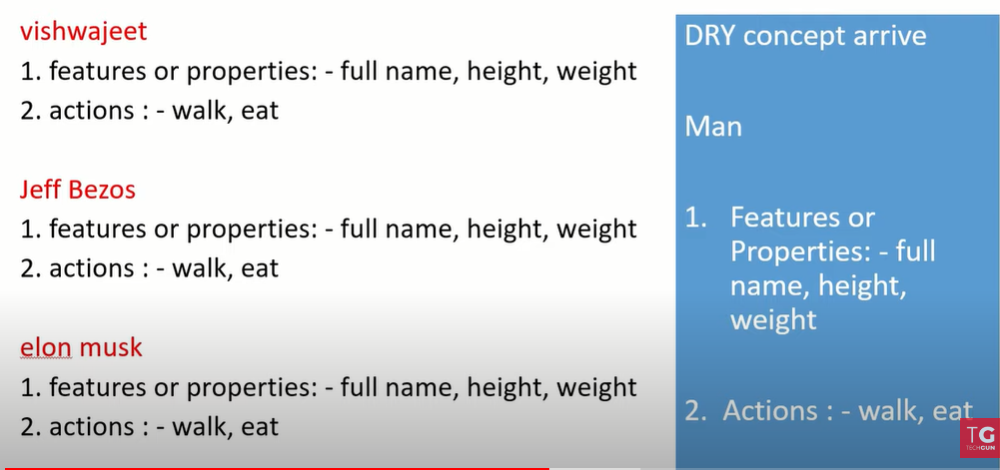 vishwajeet
1. features or properties: - full name, height, weight
2. actions : - walk, eat
Jeff Bezos
1. features or properties: - full name, height, weight
2. actions : - walk, eat
elon musk
1. features or properties: - full name, height, weight
2. actions : - walk, eat
DRY concept arrive
Man
1. Features or
Properties: - full
name, height,
weight
2. Actions : - walk, eat
TG
TECHGUN